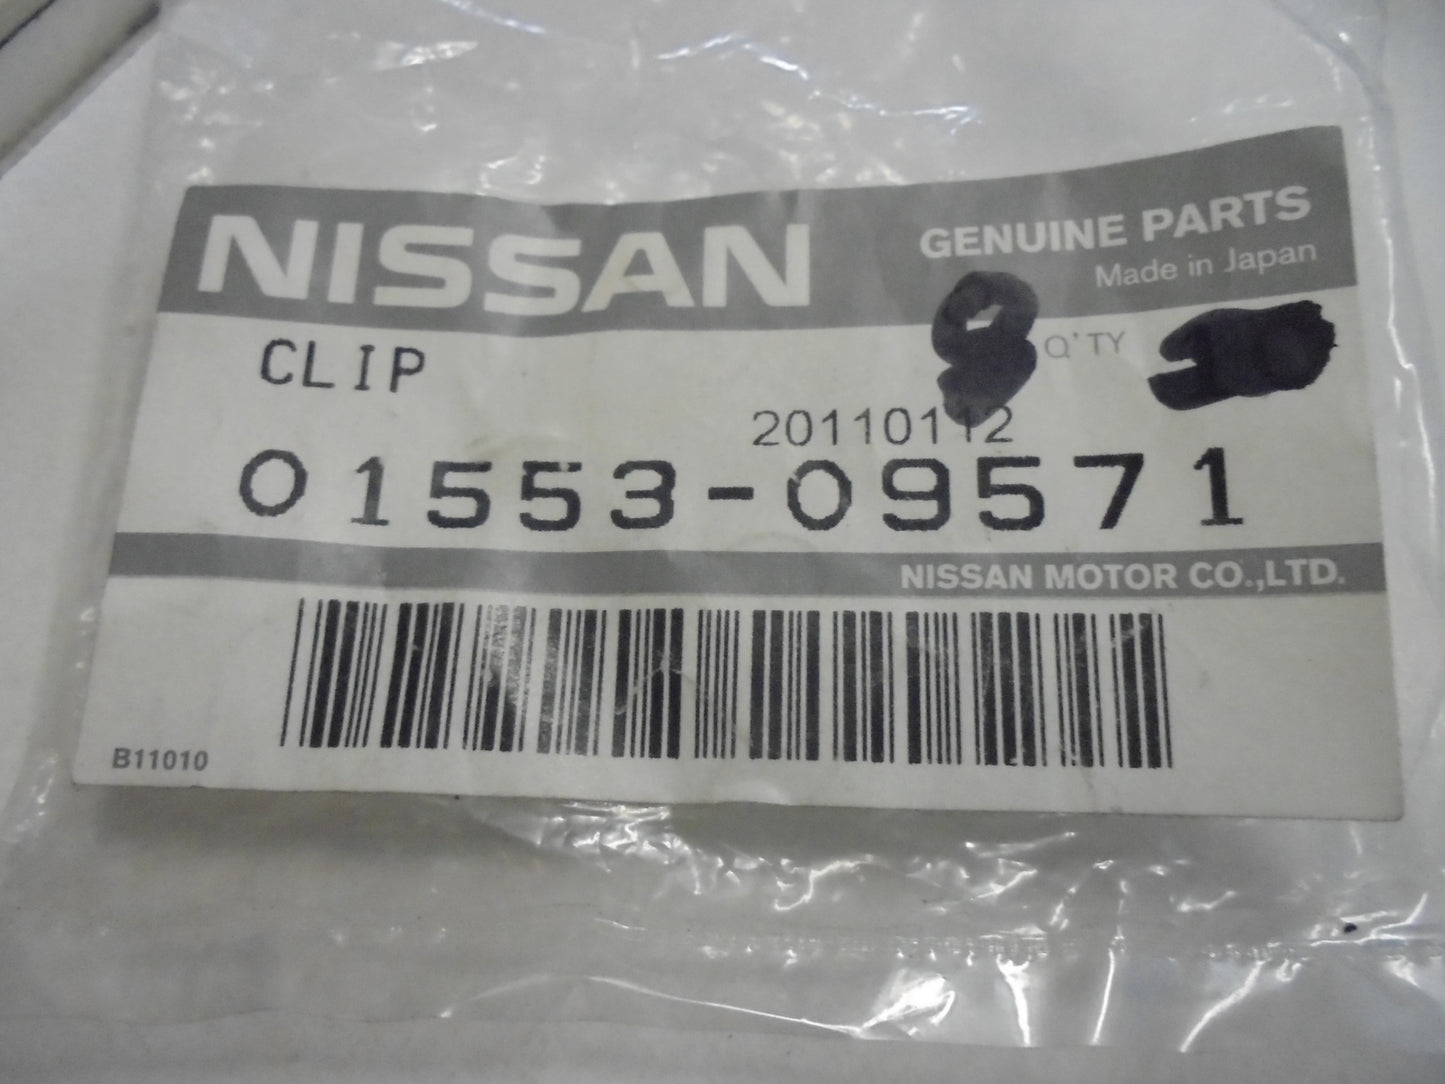 NISSAN
GENUINE PARTS
Made in Japan
CLIP
Q'TY
20110112
01553-09571
NISSAN MOTOR CO.,LTD.
B11010